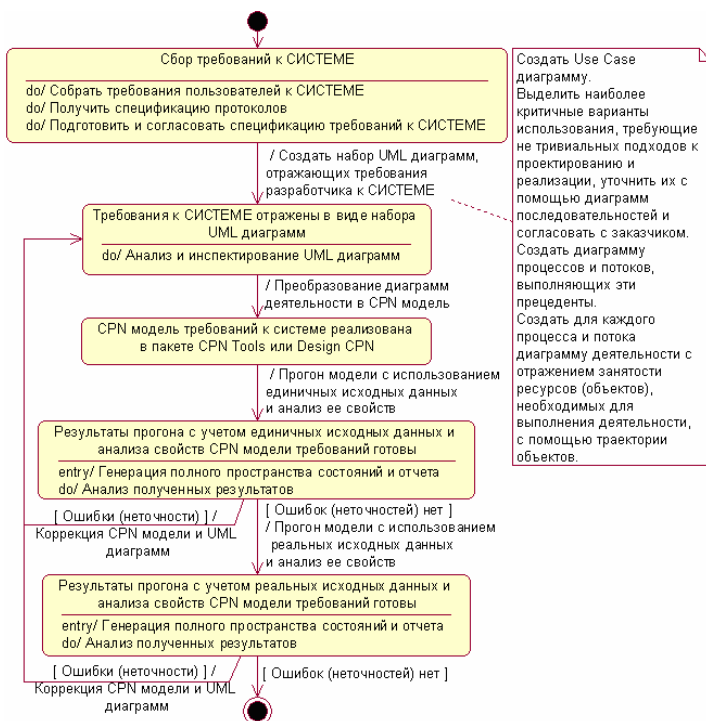 Сбор требований к СИСТЕМЕ
do/ Собрать требования пользователей к СИСТЕМЕ
do/ Получить спецификацию протоколов
do/ Подготовить и согласовать спецификацию требований к СИСТЕМЕ
/ Создать набор UML диаграмм,
отражающих требования
разработчика к СИСТЕМЕ
Требования к СИСТЕМЕ отражены в виде набора
UML диаграмм
do/ Анализ и инспектирование UML диаграмм
/ Преобразование диаграмм
деятельности в CPN модель
CPN модель требований к системе реализована
в пакете CPN Tools или Design CPN
/ Прогон модели с использованием
единичных исходных данных
и анализ ее свойств
Результаты прогона с учетом единичных исходных данных и
анализа свойств CPN модели требований готовы
entry/ Генерация полного пространства состояний и отчета
do/ Анализ полученных результатов
[ Ошибки (неточности) ] /
Коррекция CPN модели и UML
диаграмм
[ Ошибок (неточностей) нет ]
/ Прогон модели с использованием
реальных исходных данных
и анализ ее свойств
Результаты прогона с учетом реальных исходных данных и
анализа свойств CPN модели требований готовы
entry/ Генерация полного пространства состояний и отчета
do/ Анализ полученных результатов
[ Ошибки (неточности) ] /
Коррекция CPN модели и UML
диаграмм
[ Ошибок (неточностей) нет ]
Создать Use Case
диаграмму.
Выделить наиболее
критичные варианты
использования, требующие
не тривиальных подходов к
проектированию и
реализации, уточнить их с
помощью диаграмм
последовательностей и
согласовать с заказчиком.
Создать диаграмму
процессов и потоков,
выполняющих эти
прецеденты.
Создать для каждого
процесса и потока
диаграмму деятельности с
отражением занятости
ресурсов (объектов),
необходимых для
выполнения деятельности,
с помощью траектории
объектов.